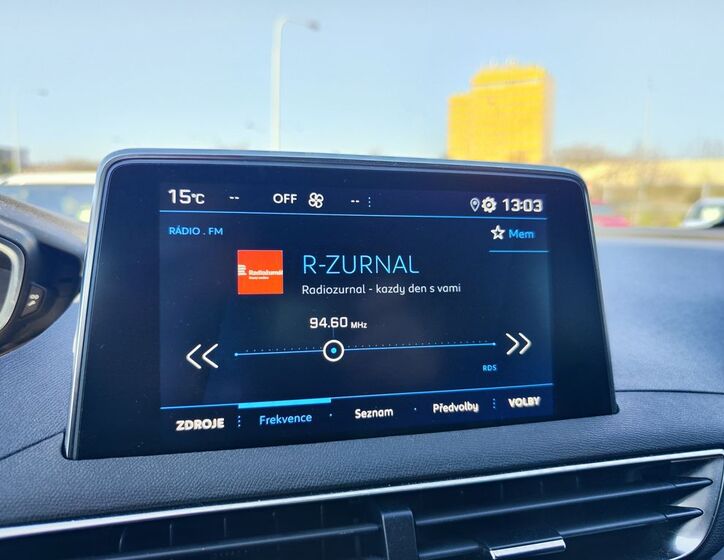 15°C -- OFF -- 13:03
RÁDIO . FM
Mem
Radiožurnál
R-ZURNAL
Radiozurnal - kazdy den s vami
94.60 MHz
RDS
ZDROJE Frekvence Seznam Předvolby VOLBY